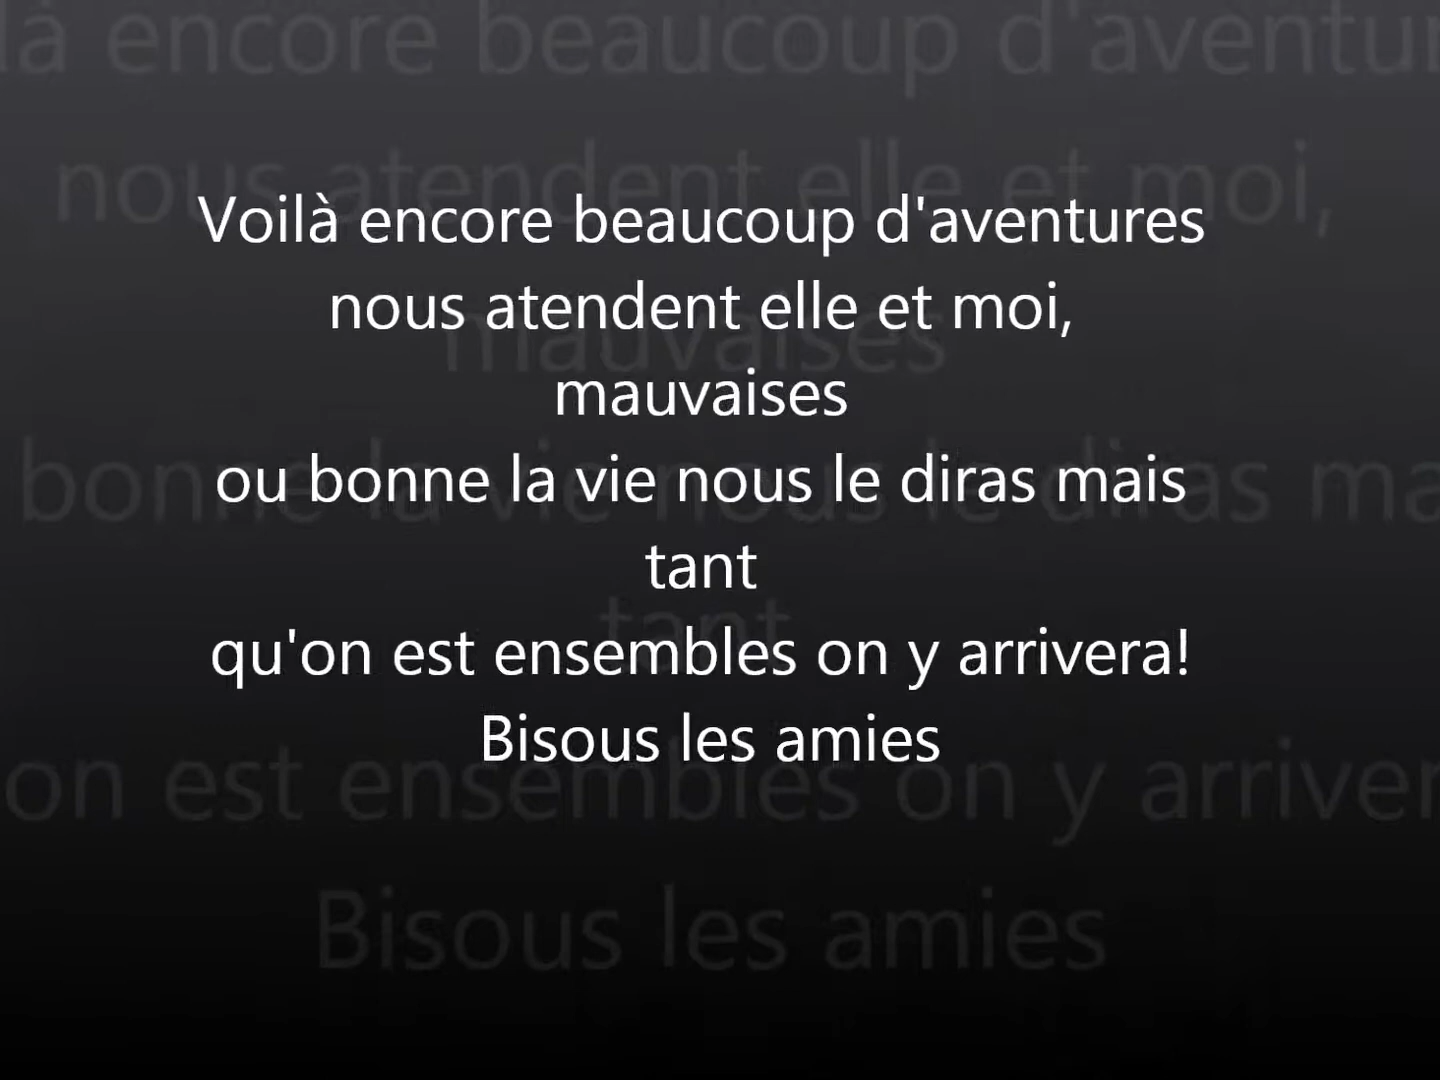 Voilà encore beaucoup d'aventures
nous atendent elle et moi,
mauvaises
ou bonne la vie nous le diras mais
tant
qu'on est ensembles on y arrivera!
Bisous les amies